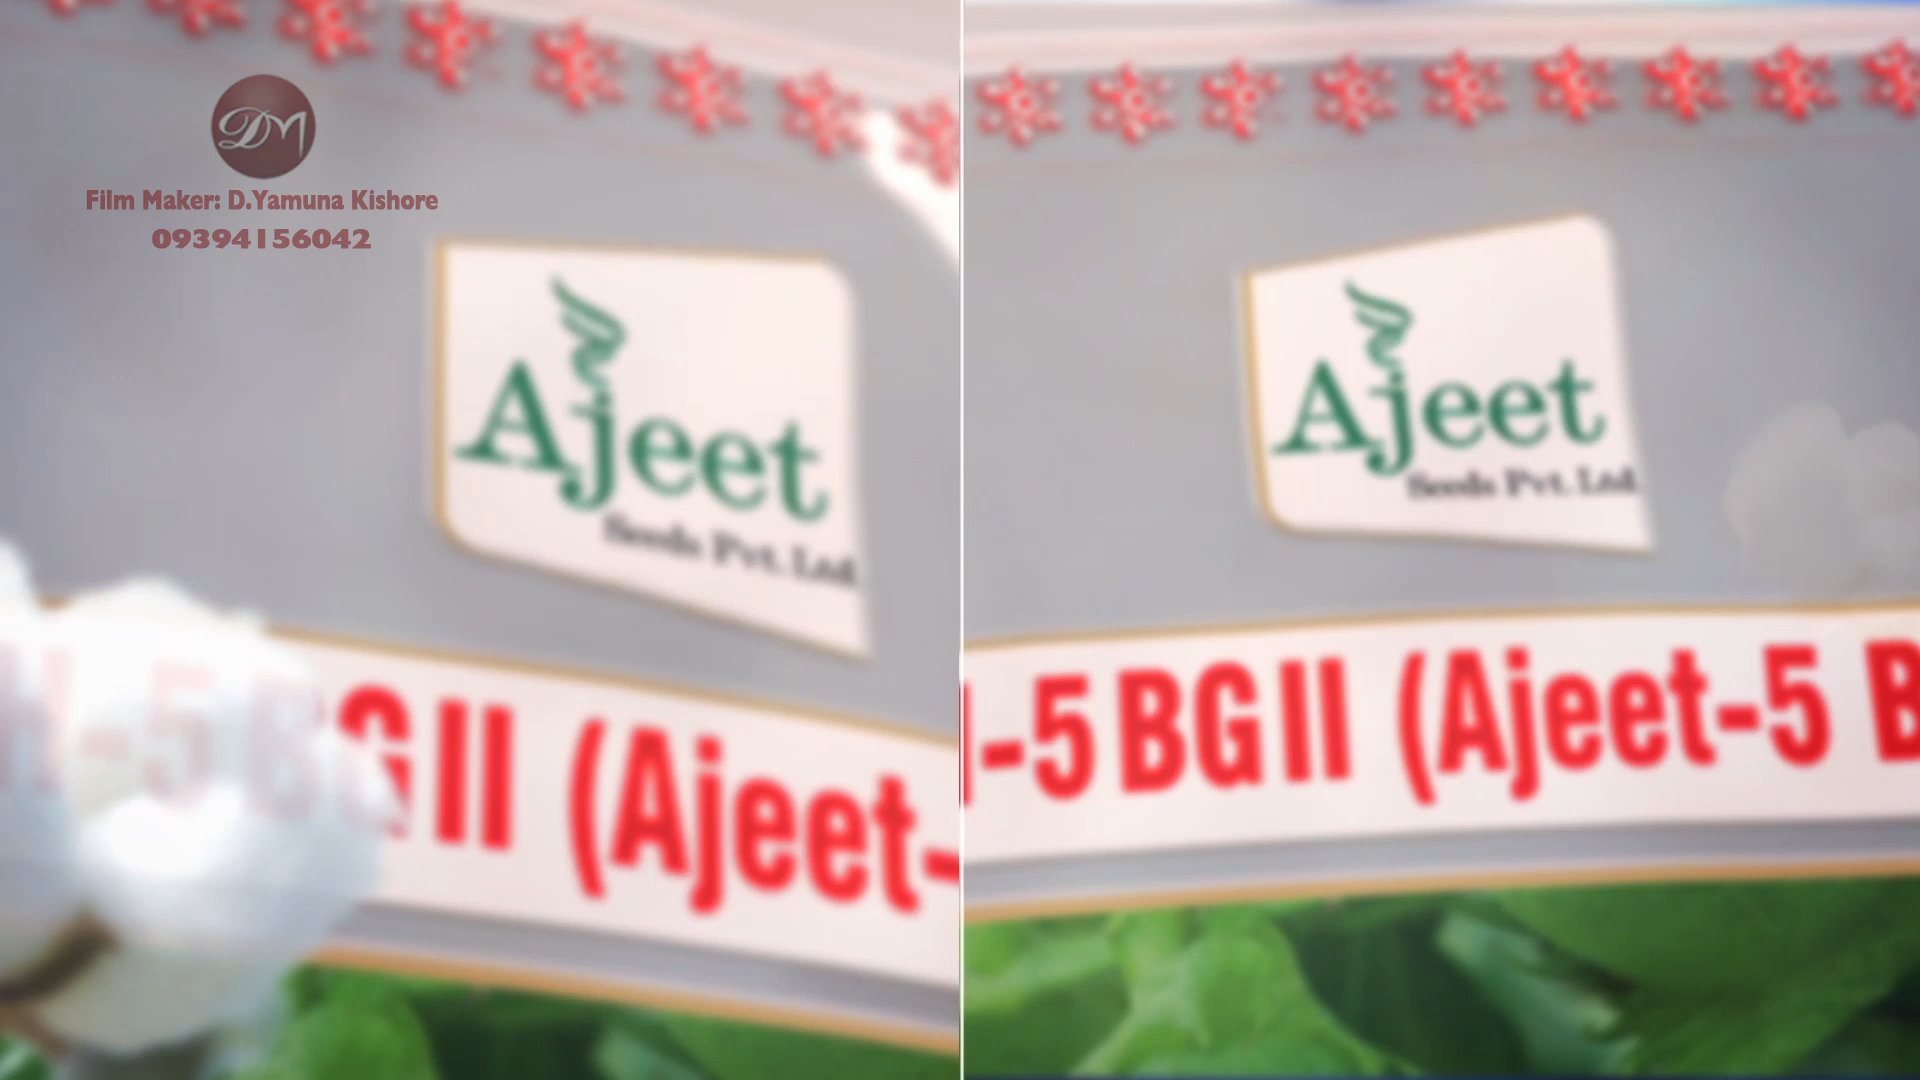 DM
Film Maker: D.Yamuna Kishore
09394156042
Ajeet
Seeds Pvt. Ltd.
-5 BG II (Ajeet-
Ajeet
Seeds Pvt. Ltd.
-5 BG II (Ajeet-5 B